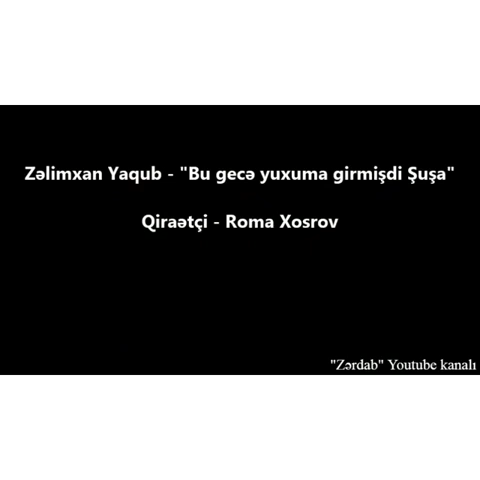 Zəlimxan Yaqub - "Bu gecə yuxuma girmişdi Şuşa"
Qiraətçi - Roma Xosrov
"Zərdab" Youtube kanalı